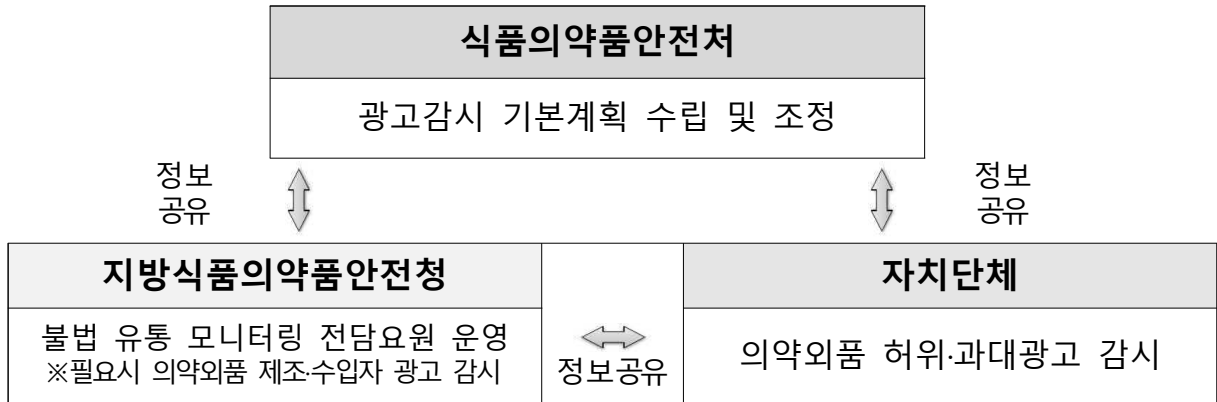 식품의약품안전처
광고감시 기본계획 수립 및 조정
정보
공유
정보
공유
지방식품의약품안전청
불법 유통 모니터링 전담요원 운영
※필요시 의약외품 제조·수입자 광고 감시
정보공유
자치단체
의약외품 허위·과대광고 감시